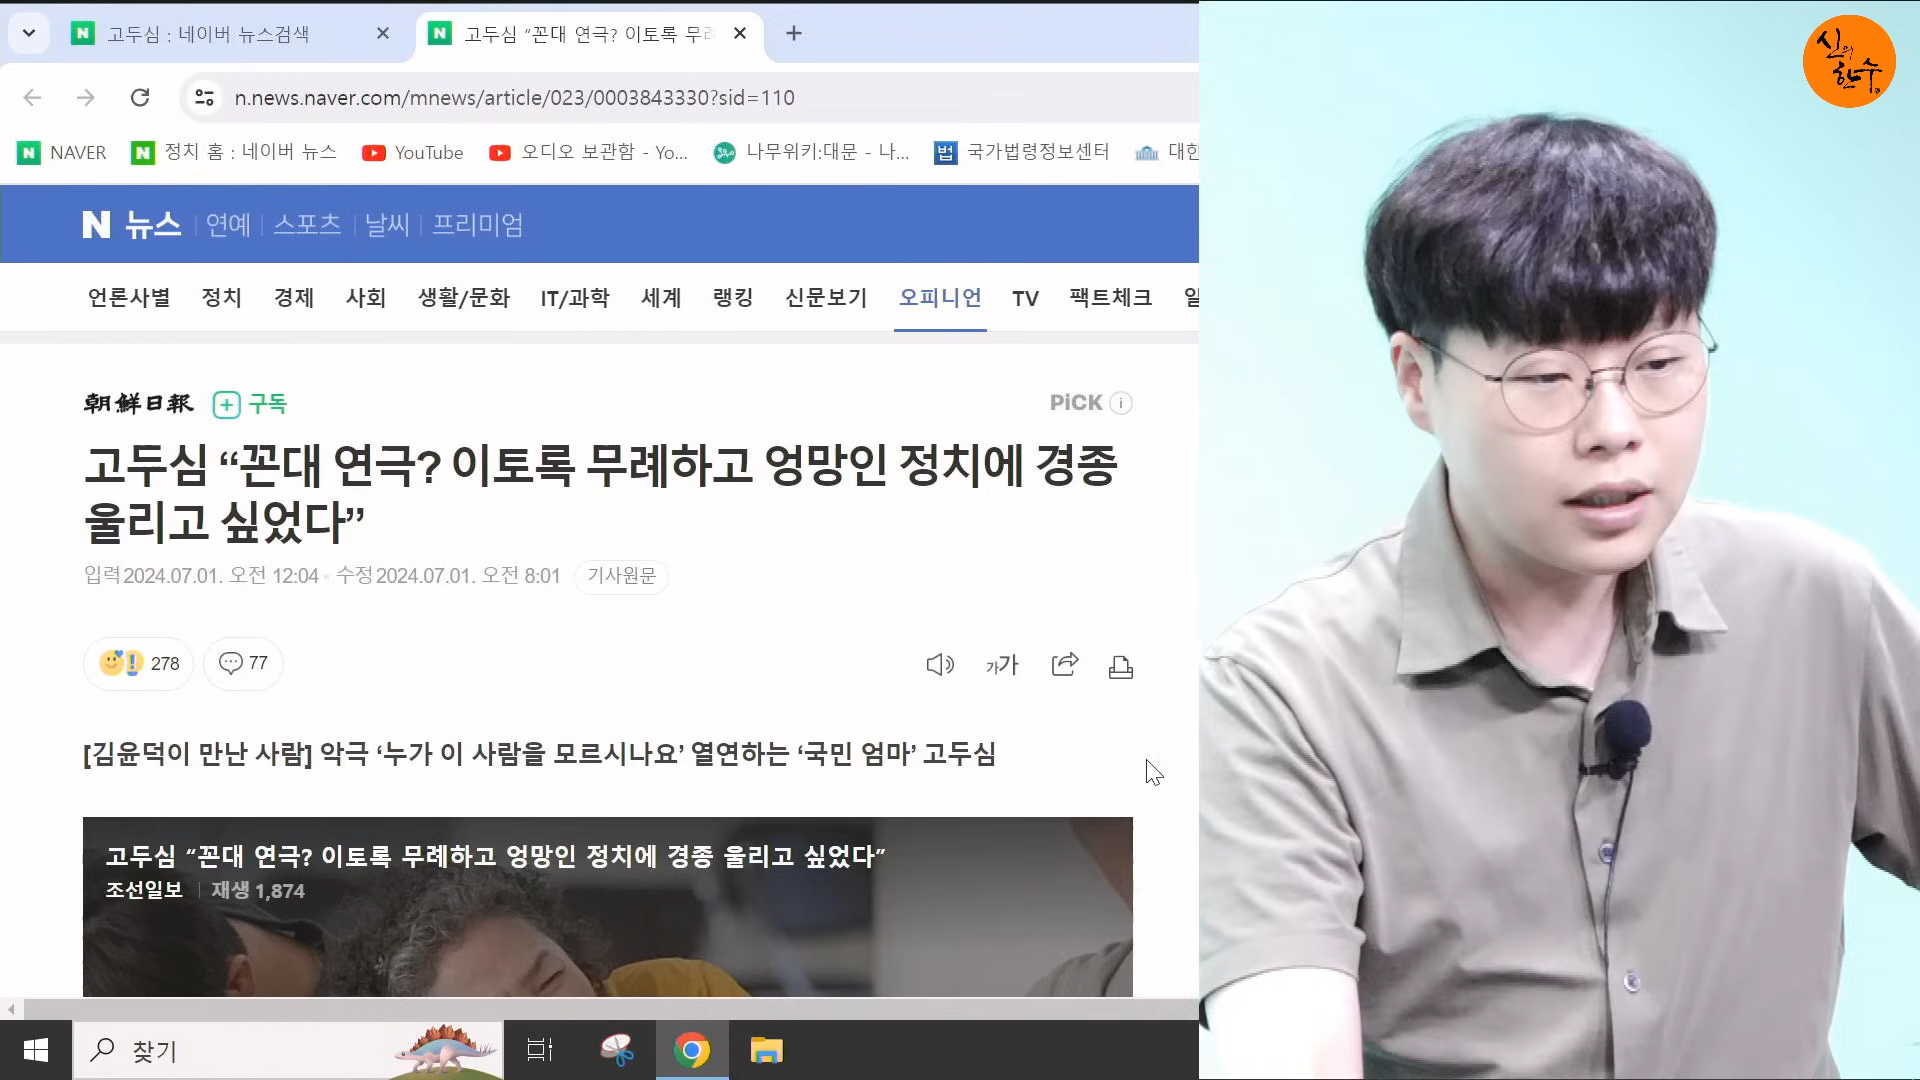 고두심 : 네이버 뉴스검색
고두심 “꼰대 연극? 이토록 무례
n.news.naver.com/mnews/article/023/0003843330?sid=110
NAVER
정치 홈 : 네이버 뉴스
YouTube
오디오 보관함 - Yo...
나무위키:대문 - 나...
법 국가법령정보센터
대한
N 뉴스 연예 스포츠 날씨 프리미엄
언론사별 정치 경제 사회 생활/문화 IT/과학 세계 랭킹 신문보기 오피니언 TV 팩트체크
朝鮮日報 구독
PiCK
고두심 “꼰대 연극? 이토록 무례하고 엉망인 정치에 경종
울리고 싶었다”
입력 2024.07.01. 오전 12:04 수정 2024.07.01. 오전 8:01 기사원문
278
77
가가
[김윤덕이 만난 사람] 악극 ‘누가 이 사람을 모르시나요’ 열연하는 ‘국민 엄마’ 고두심
고두심 “꼰대 연극? 이토록 무례하고 엉망인 정치에 경종 울리고 싶었다”
조선일보 재생 1,874
찾기
신의
한수